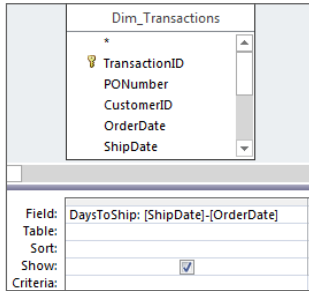 Dim_Transactions
*
TransactionID
PONumber
CustomerID
OrderDate
ShipDate
Field: DaysToShip: [ShipDate]-[OrderDate]
Table:
Sort:
Show:
Criteria: